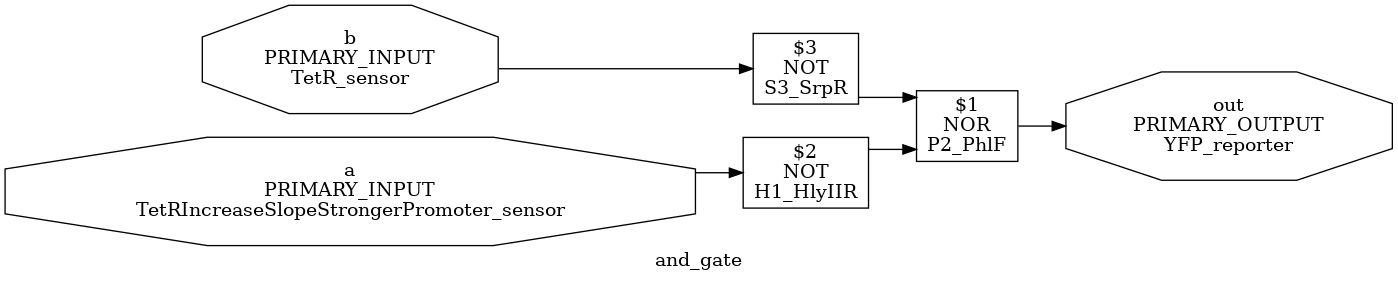 b
PRIMARY_INPUT
TetR_sensor
$3
NOT
S3_SrpR
$1
NOR
P2_PhlF
out
PRIMARY_OUTPUT
YFP_reporter
a
PRIMARY_INPUT
TetRIncreaseSlopeStrongerPromoter_sensor
$2
NOT
H1_HlyIIR
and_gate